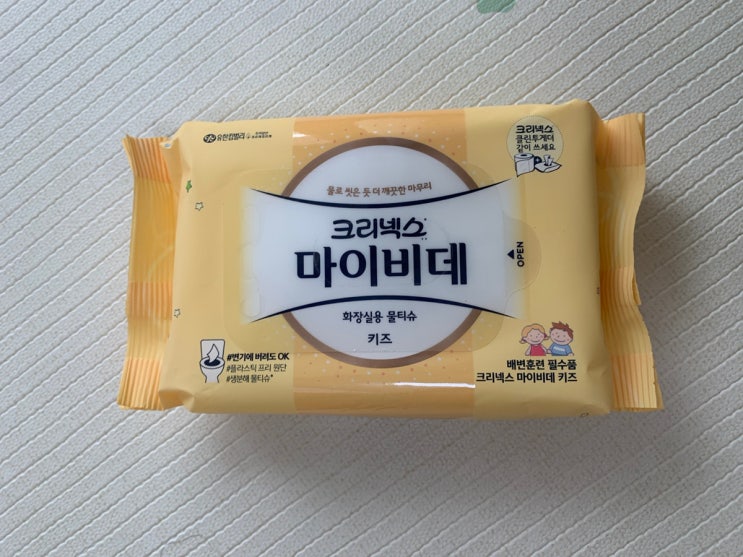 유한킴벌리
크리넥스
클린투게더
같이 쓰세요
물로 씻은 듯 더 깨끗한 마무리
크리넥스
마이비데
OPEN
화장실용 물티슈
키즈
#변기에 버려도 OK
#플라스틱 프리 원단
#생분해 물티슈*
배변훈련 필수품
크리넥스 마이비데 키즈